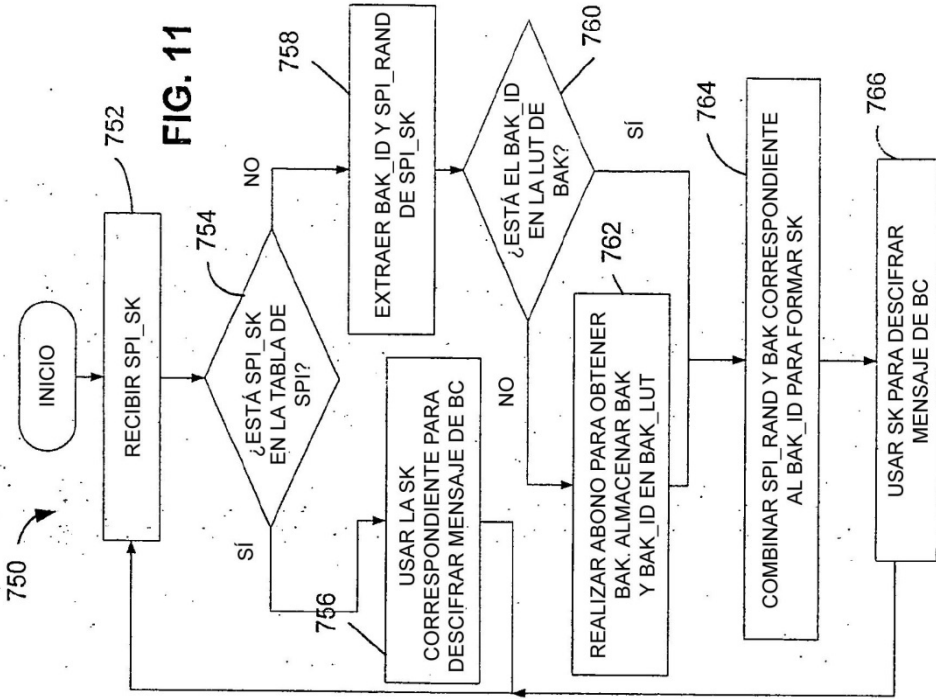 FIG. 11
750
INICIO
752
RECIBIR SPI_SK
754
¿ESTÁ SPI_SK
EN LA TABLA DE
SPI?
SÍ
NO
756
USAR LA SK
CORRESPONDIENTE PARA
DESCIFRAR MENSAJE DE BC
758
EXTRAER BAK_ID Y SPI_RAND
DE SPI_SK
760
¿ESTÁ EL BAK_ID
EN LA LUT DE
BAK?
NO
SÍ
762
REALIZAR ABONO PARA OBTENER
BAK. ALMACENAR BAK
Y BAK_ID EN BAK_LUT
764
COMBINAR SPI_RAND Y BAK CORRESPONDIENTE
AL BAK_ID PARA FORMAR SK
766
USAR SK PARA DESCIFRAR
MENSAJE DE BC